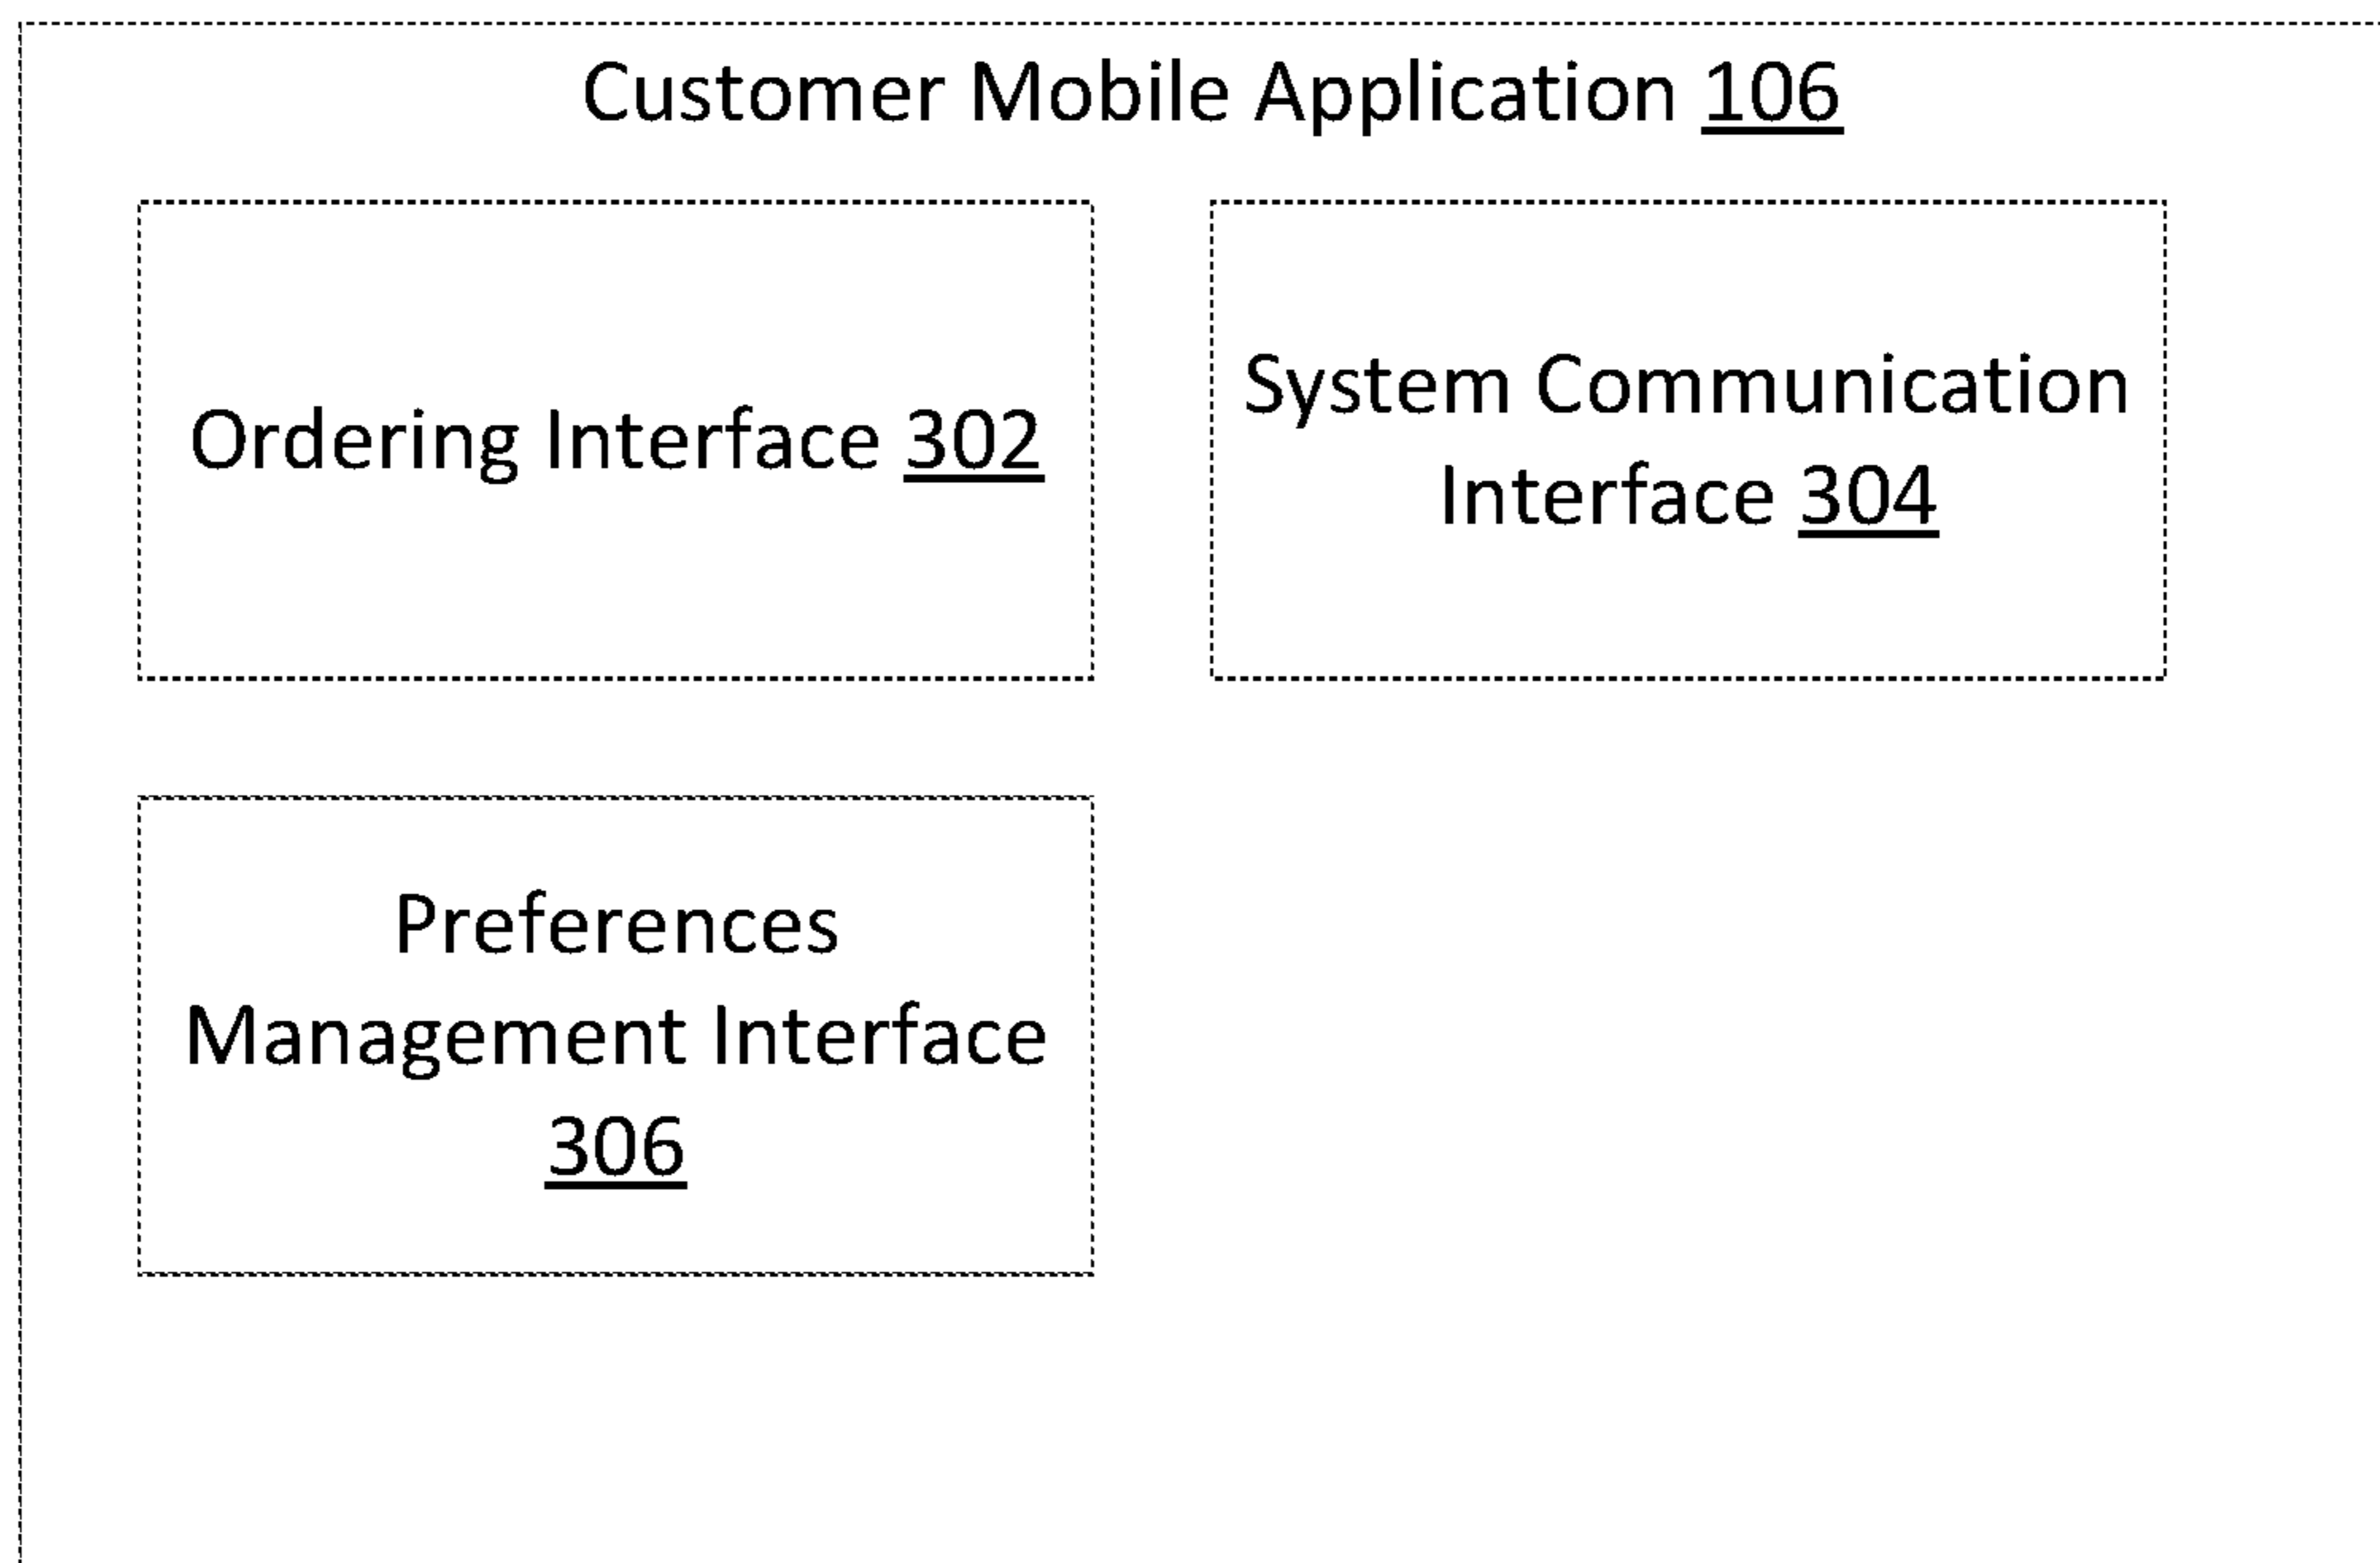 Customer Mobile Application 106
Ordering Interface 302
System Communication
Interface 304
Preferences
Management Interface
306